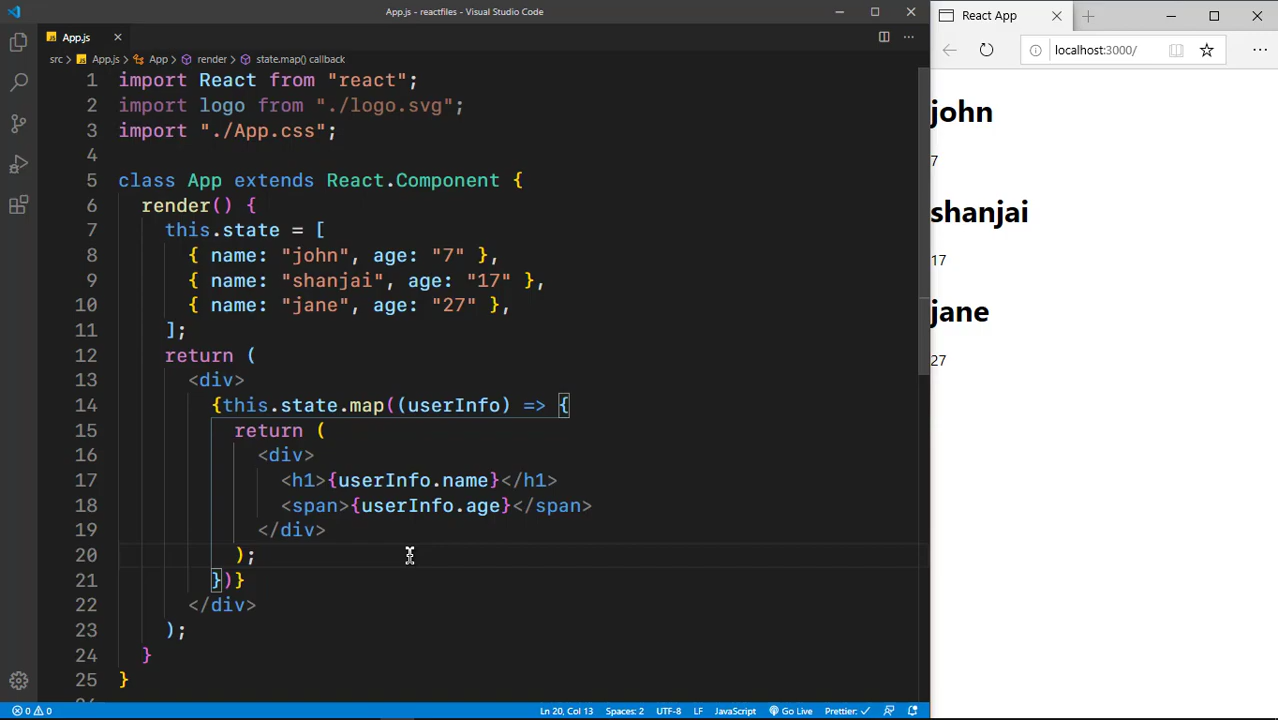 App.js - reactfiles - Visual Studio Code
App.js
src > App.js > App > render > state.map() callback
1 import React from "react";
2 import logo from "./logo.svg";
3 import "./App.css";
4
5 class App extends React.Component {
6 render() {
7 this.state = [
8 { name: "john", age: "7" },
9 { name: "shanjai", age: "17" },
10 { name: "jane", age: "27" },
11 ];
12 return (
13 <div>
14 {this.state.map((userInfo) => {
15 return (
16 <div>
17 <h1>{userInfo.name}</h1>
18 <span>{userInfo.age}</span>
19 </div>
20 );
21 })}
22 </div>
23 );
24 }
25 }
0 0 Ln 20, Col 13 Spaces: 2 UTF-8 LF JavaScript Go Live Prettier: ✓
React App
localhost:3000/
john
7
shanjai
17
jane
27